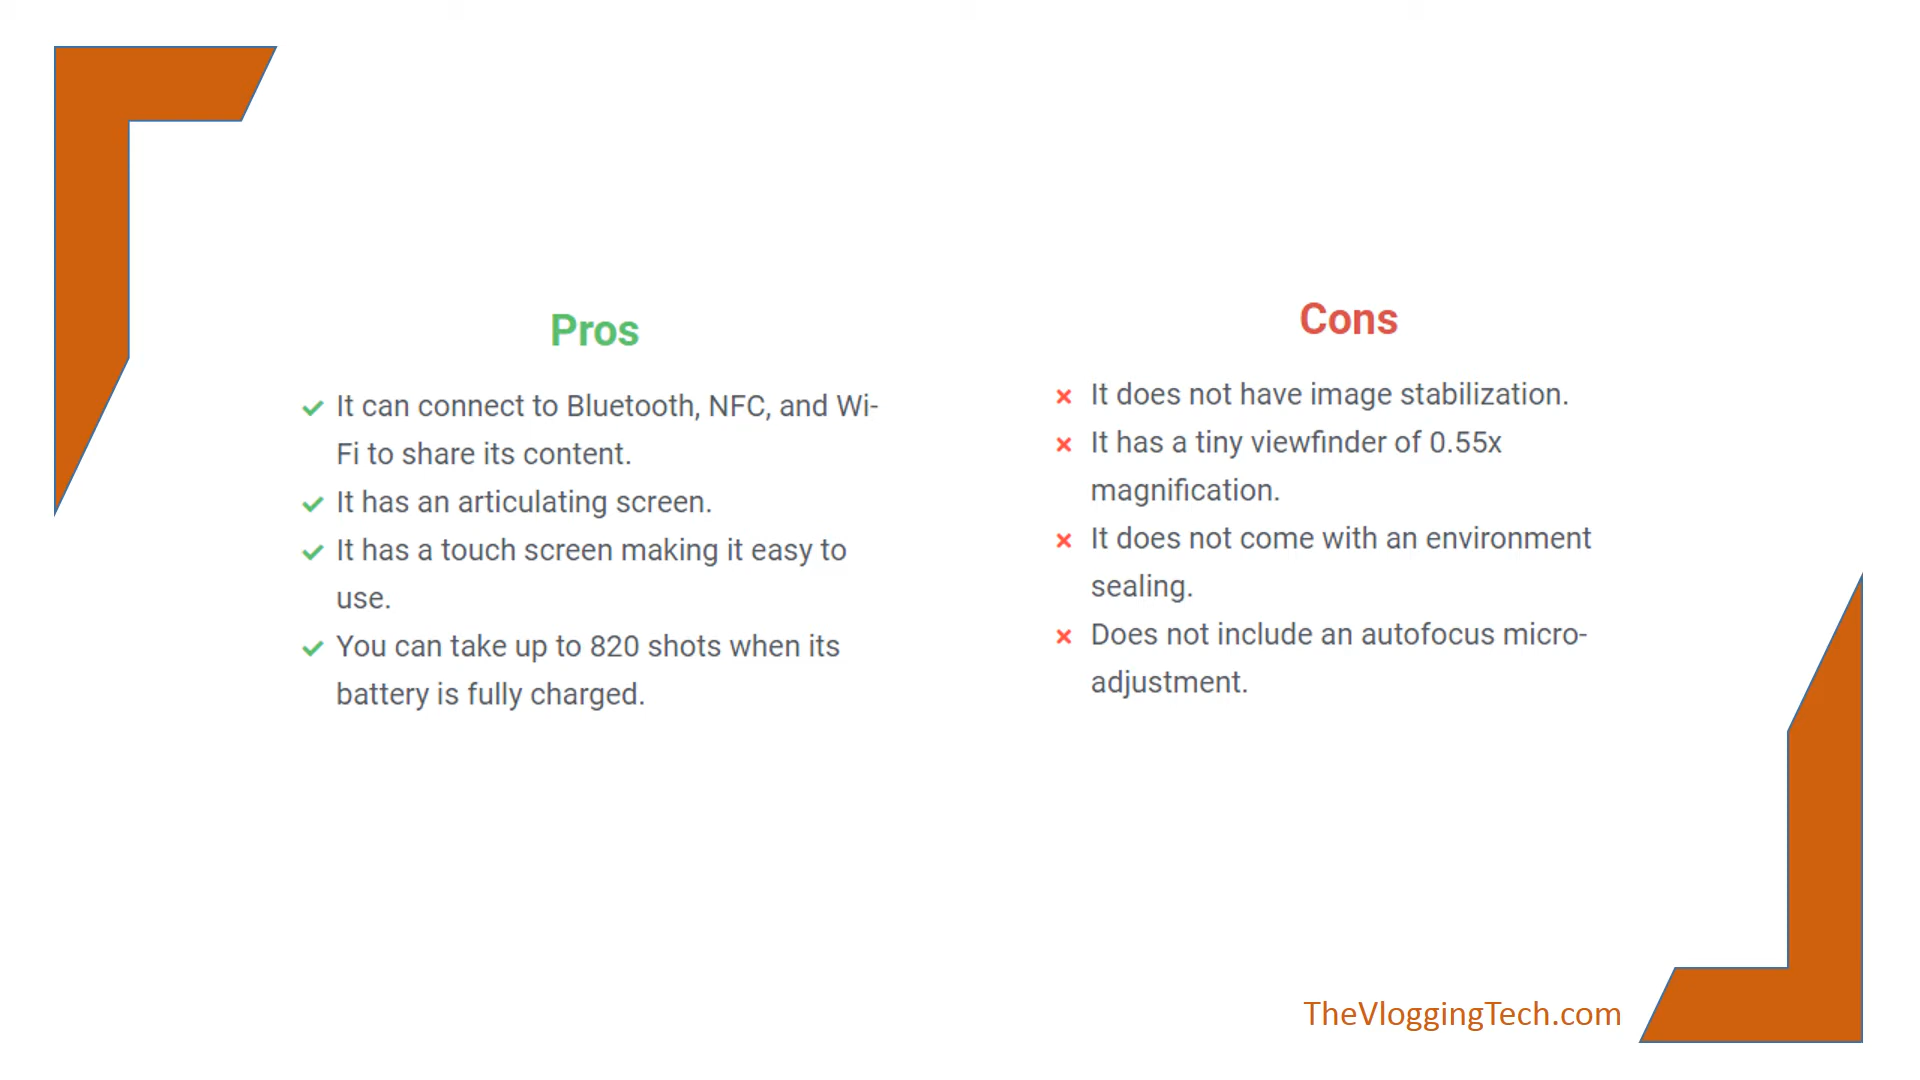 Pros
It can connect to Bluetooth, NFC, and Wi-
Fi to share its content.
It has an articulating screen.
It has a touch screen making it easy to
use.
You can take up to 820 shots when its
battery is fully charged.
Cons
It does not have image stabilization.
It has a tiny viewfinder of 0.55x
magnification.
It does not come with an environment
sealing.
Does not include an autofocus micro-
adjustment.
TheVloggingTech.com